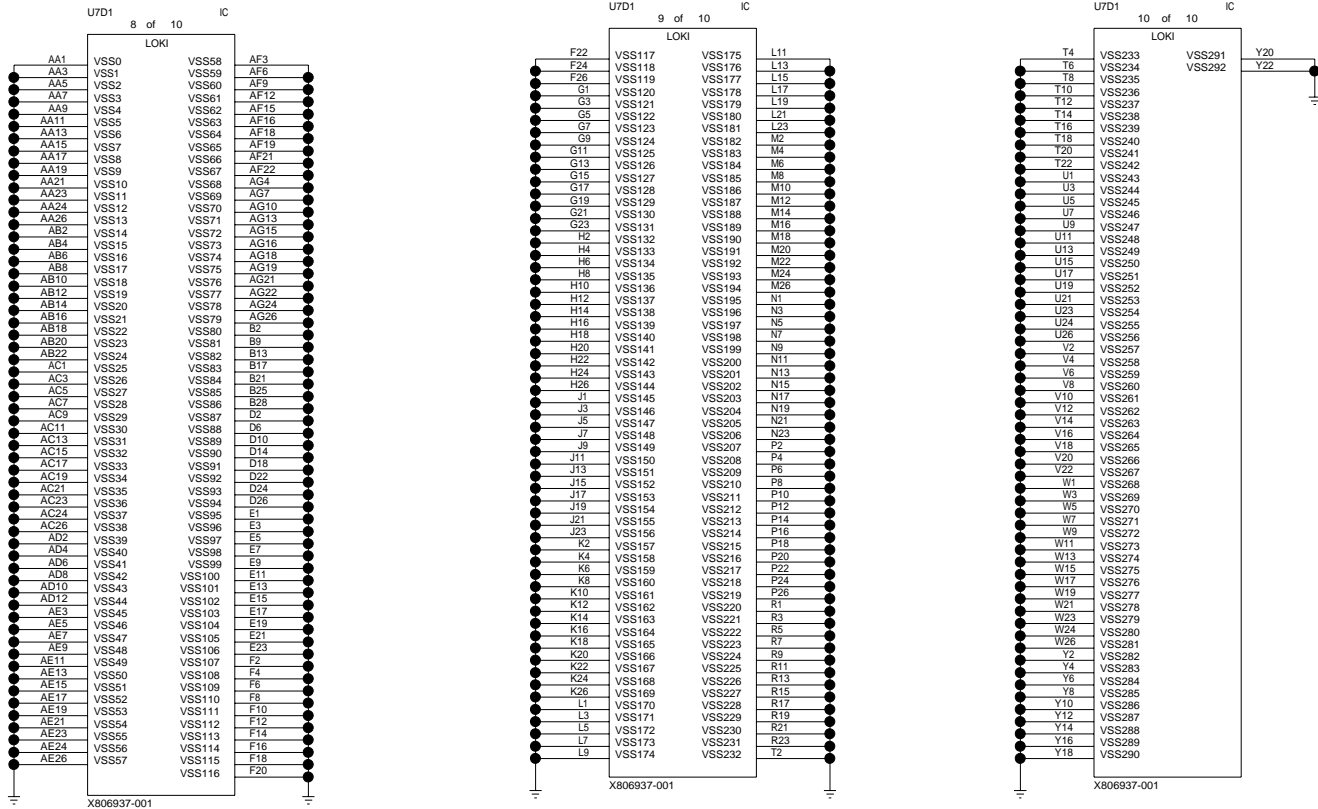 U7D1 IC
8 of 10
LOKI
AA1 VSS0 VSS58 AF3
AA3 VSS1 VSS59 AF6
AA5 VSS2 VSS60 AF9
AA7 VSS3 VSS61 AF12
AA9 VSS4 VSS62 AF15
AA11 VSS5 VSS63 AF16
AA13 VSS6 VSS64 AF18
AA15 VSS7 VSS65 AF19
AA17 VSS8 VSS66 AF21
AA19 VSS9 VSS67 AF22
AA21 VSS10 VSS68 AG4
AA23 VSS11 VSS69 AG7
AA24 VSS12 VSS70 AG10
AA26 VSS13 VSS71 AG13
AB2 VSS14 VSS72 AG15
AB4 VSS15 VSS73 AG16
AB6 VSS16 VSS74 AG18
AB8 VSS17 VSS75 AG19
AB10 VSS18 VSS76 AG21
AB12 VSS19 VSS77 AG22
AB14 VSS20 VSS78 AG24
AB16 VSS21 VSS79 AG26
AB18 VSS22 VSS80 B2
AB20 VSS23 VSS81 B9
AB22 VSS24 VSS82 B13
AC1 VSS25 VSS83 B17
AC3 VSS26 VSS84 B21
AC5 VSS27 VSS85 B25
AC7 VSS28 VSS86 B28
AC9 VSS29 VSS87 D2
AC11 VSS30 VSS88 D6
AC13 VSS31 VSS89 D10
AC15 VSS32 VSS90 D14
AC17 VSS33 VSS91 D18
AC19 VSS34 VSS92 D22
AC21 VSS35 VSS93 D24
AC23 VSS36 VSS94 D26
AC24 VSS37 VSS95 E1
AC26 VSS38 VSS96 E3
AD2 VSS39 VSS97 E5
AD4 VSS40 VSS98 E7
AD6 VSS41 VSS99 E9
AD8 VSS42 VSS100 E11
AD10 VSS43 VSS101 E13
AD12 VSS44 VSS102 E15
AE3 VSS45 VSS103 E17
AE5 VSS46 VSS104 E19
AE7 VSS47 VSS105 E21
AE9 VSS48 VSS106 E23
AE11 VSS49 VSS107 F2
AE13 VSS50 VSS108 F4
AE15 VSS51 VSS109 F6
AE17 VSS52 VSS110 F8
AE19 VSS53 VSS111 F10
AE21 VSS54 VSS112 F12
AE23 VSS55 VSS113 F14
AE24 VSS56 VSS114 F16
AE26 VSS57 VSS115 F18
VSS116 F20
X806937-001
U7D1 IC
9 of 10
LOKI
F22 VSS117 VSS175 L11
F24 VSS118 VSS176 L13
F26 VSS119 VSS177 L15
G1 VSS120 VSS178 L17
G3 VSS121 VSS179 L19
G5 VSS122 VSS180 L21
G7 VSS123 VSS181 L23
G9 VSS124 VSS182 M2
G11 VSS125 VSS183 M4
G13 VSS126 VSS184 M6
G15 VSS127 VSS185 M8
G17 VSS128 VSS186 M10
G19 VSS129 VSS187 M12
G21 VSS130 VSS188 M14
G23 VSS131 VSS189 M16
H2 VSS132 VSS190 M18
H4 VSS133 VSS191 M20
H6 VSS134 VSS192 M22
H8 VSS135 VSS193 M24
H10 VSS136 VSS194 M26
H12 VSS137 VSS195 N1
H14 VSS138 VSS196 N3
H16 VSS139 VSS197 N5
H18 VSS140 VSS198 N7
H20 VSS141 VSS199 N9
H22 VSS142 VSS200 N11
H24 VSS143 VSS201 N13
H26 VSS144 VSS202 N15
J1 VSS145 VSS203 N17
J3 VSS146 VSS204 N19
J5 VSS147 VSS205 N21
J7 VSS148 VSS206 N23
J9 VSS149 VSS207 P2
J11 VSS150 VSS208 P4
J13 VSS151 VSS209 P6
J15 VSS152 VSS210 P8
J17 VSS153 VSS211 P10
J19 VSS154 VSS212 P12
J21 VSS155 VSS213 P14
J23 VSS156 VSS214 P16
K2 VSS157 VSS215 P18
K4 VSS158 VSS216 P20
K6 VSS159 VSS217 P22
K8 VSS160 VSS218 P24
K10 VSS161 VSS219 P26
K12 VSS162 VSS220 R1
K14 VSS163 VSS221 R3
K16 VSS164 VSS222 R5
K18 VSS165 VSS223 R7
K20 VSS166 VSS224 R9
K22 VSS167 VSS225 R11
K24 VSS168 VSS226 R13
K26 VSS169 VSS227 R15
L1 VSS170 VSS228 R17
L3 VSS171 VSS229 R19
L5 VSS172 VSS230 R21
L7 VSS173 VSS231 R23
L9 VSS174 VSS232 T2
X806937-001
U7D1 IC
10 of 10
LOKI
T4 VSS233 VSS291 Y20
T6 VSS234 VSS292 Y22
T8 VSS235
T10 VSS236
T12 VSS237
T14 VSS238
T16 VSS239
T18 VSS240
T20 VSS241
T22 VSS242
U1 VSS243
U3 VSS244
U5 VSS245
U7 VSS246
U9 VSS247
U11 VSS248
U13 VSS249
U15 VSS250
U17 VSS251
U19 VSS252
U21 VSS253
U23 VSS254
U24 VSS255
U26 VSS256
V2 VSS257
V4 VSS258
V6 VSS259
V8 VSS260
V10 VSS261
V12 VSS262
V14 VSS263
V16 VSS264
V18 VSS265
V20 VSS266
V22 VSS267
W1 VSS268
W3 VSS269
W5 VSS270
W7 VSS271
W9 VSS272
W11 VSS273
W13 VSS274
W15 VSS275
W17 VSS276
W19 VSS277
W21 VSS278
W23 VSS279
W24 VSS280
W26 VSS281
Y2 VSS282
Y4 VSS283
Y6 VSS284
Y8 VSS285
Y10 VSS286
Y12 VSS287
Y14 VSS288
Y16 VSS289
Y18 VSS290
X806937-001